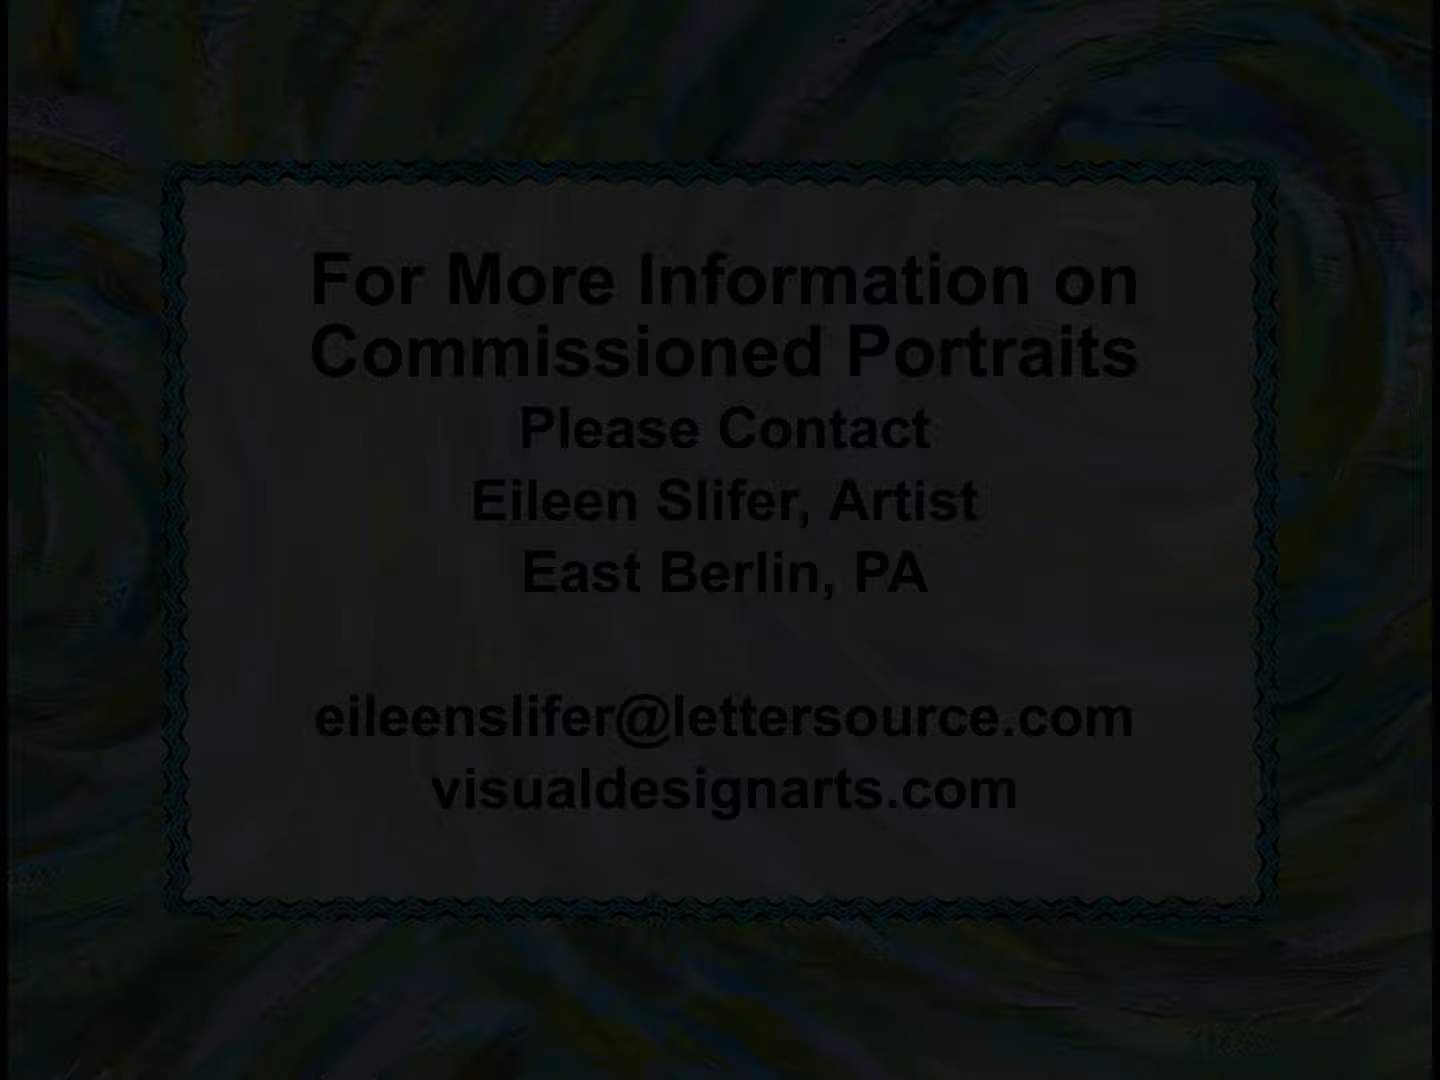 For More Information on
Commissioned Portraits
Please Contact
Eileen Slifer, Artist
East Berlin, PA
eileenslifer@lettersource.com
visualdesignarts.com